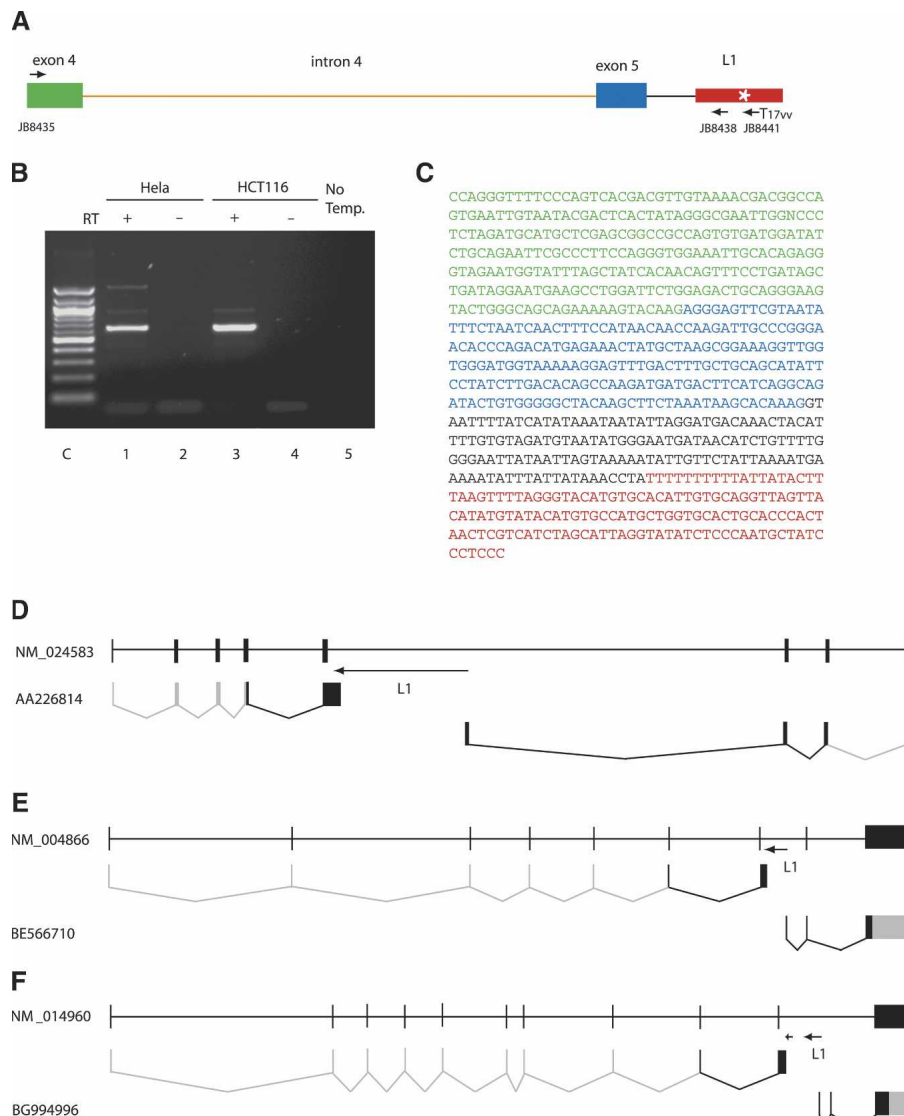 A
exon 4
intron 4
exon 5
L1
JB8435
JB8438
JB8441
T17vv
B
Hela
HCT116
No
Temp.
RT
+
−
+
−
C
1
2
3
4
5
C
CCAGGGTTTTCCCAGTCACGACGTTGTAAAACGACGGCCA
GTGAATTGTAATACGACTCACTATAGGGCGAATTGGNCCC
TCTAGATGCATGCTCGAGCGGCCGCCAGTGTGATGGATAT
CTGCAGAATTCGCCCTTCCAGGGTGGAAATTGCACAGAGG
GTAGAATGGTATTTAGCTATCACAACAGTTTCCTGATAGC
TGATAGGAATGAAGCCTGGATTCTGGAGACTGCAGGGAAG
TACTGGGCAGCAGAAAAAGTACAAGAGGGAGTTCGTAATA
TTTCTAATCAACTTTCCATAACAACCAAGATTGCCCGGGA
ACACCCAGACATGAGAAACTATGCTAAGCGGAAAGGTTGG
TGGGATGGTAAAAAGGAGTTTGACTTTGCTGCAGCATATT
CCTATCTTGACACAGCCAAGATGATGACTTCATCAGGCAG
ATACTGTGGGGGCTACAAGCTTCTAAATAAGCACAAAGGT
AATTTTATCATATAAATAATATTAGGATGACAAACTACAT
TTTGTGTAGATGTAATATGGGAATGATAACATCTGTTTTG
GGGAATTATAATTAGTAAAAATATTGTTCTATTAAAATGA
AAAATATTTATTATAAACCTATTTTTTTTTTTATTATACTT
TAAGTTTTAGGGTACATGTGCACATTGTGCAGGTTAGTTA
CATATGTATACATGTGCCATGCTGGTGCACTGCACCCACT
AACTCGTCATCTAGCATTAGGTATATCTCCCAATGCTATC
CCTCCC
D
NM_024583
L1
AA226814
E
NM_004866
L1
BE566710
F
NM_014960
L1
BG994996